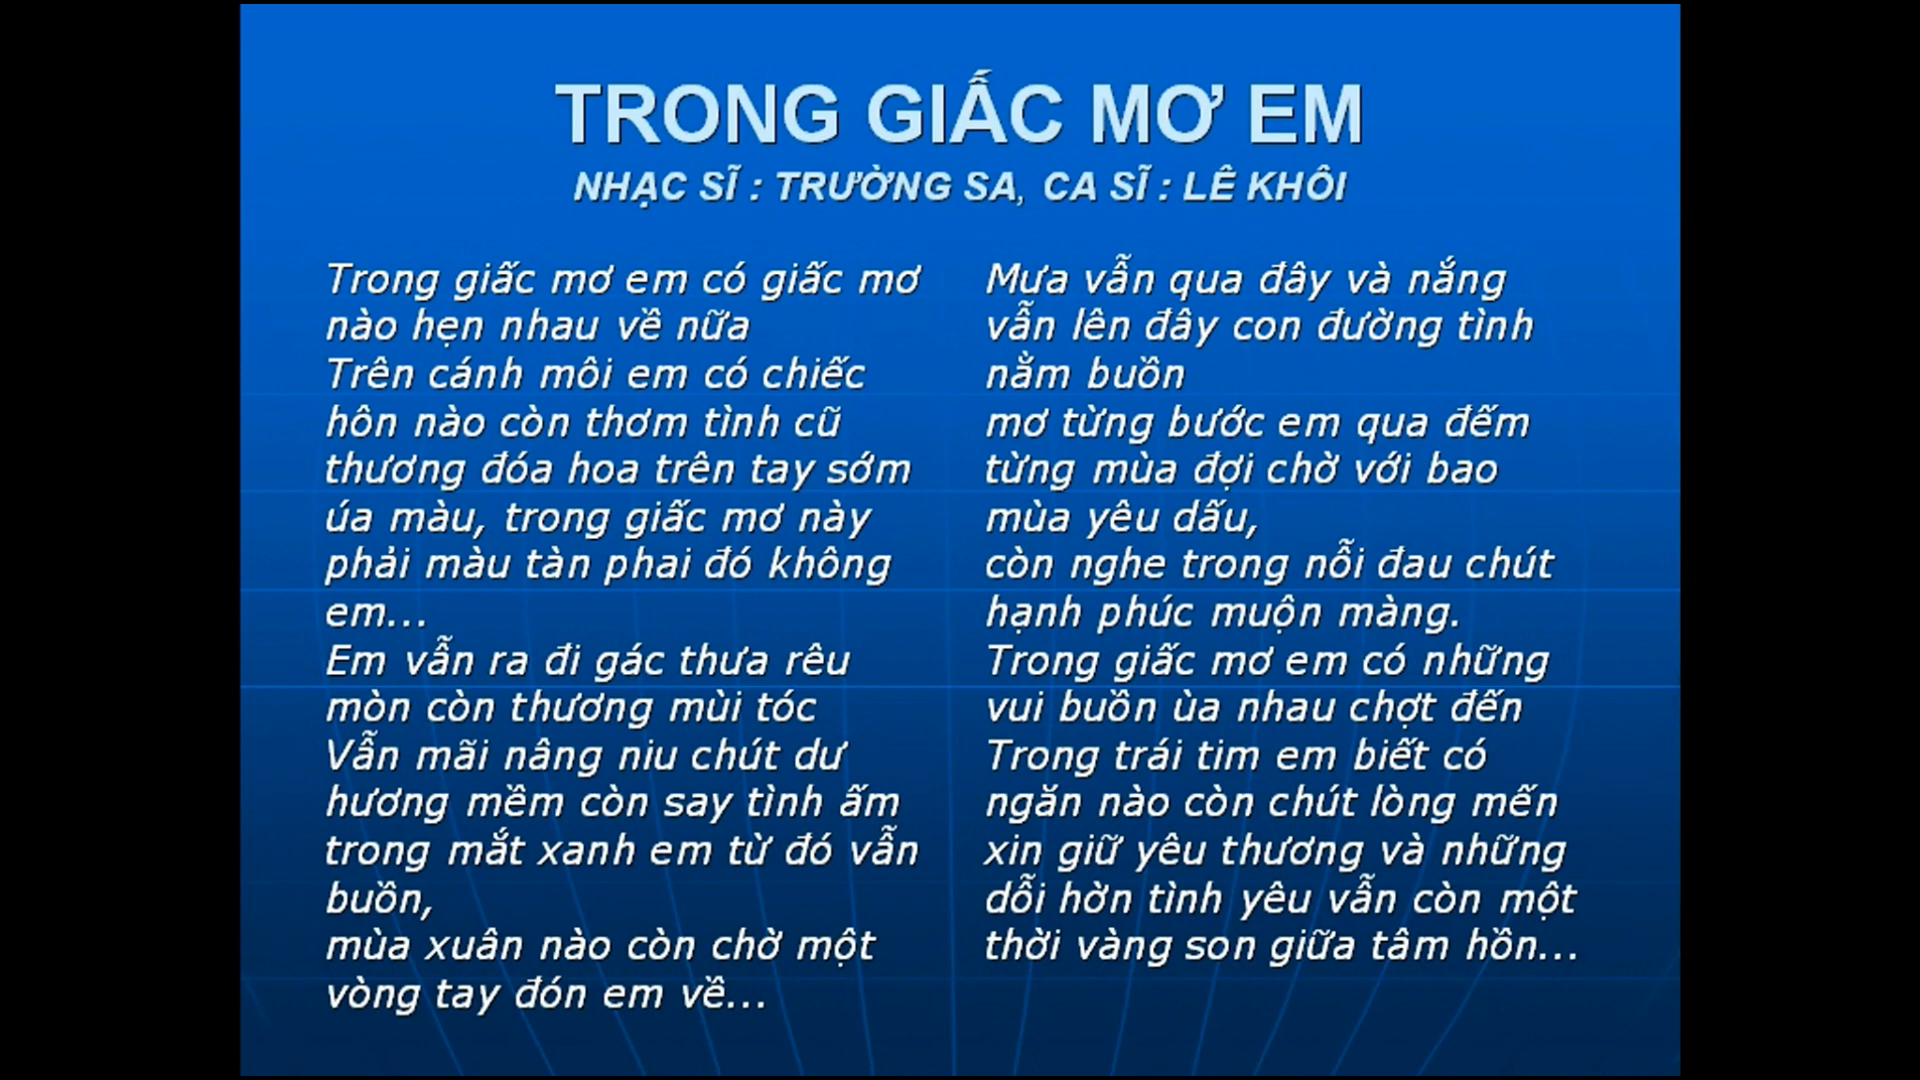 TRONG GIẤC MƠ EM
NHẠC SĨ : TRƯỜNG SA, CA SĨ : LÊ KHÔI
Trong giấc mơ em có giấc mơ
nào hẹn nhau về nữa
Trên cánh môi em có chiếc
hôn nào còn thơm tình cũ
thương đóa hoa trên tay sớm
úa màu, trong giấc mơ này
phải màu tàn phai đó không
em...
Em vẫn ra đi gác thưa rêu
mòn còn thương mùi tóc
Vẫn mãi nâng niu chút dư
hương mềm còn say tình ấm
trong mắt xanh em từ đó vẫn
buồn,
mùa xuân nào còn chờ một
vòng tay đón em về...
Mưa vẫn qua đây và nắng
vẫn lên đây con đường tình
nằm buồn
mơ từng bước em qua đếm
từng mùa đợi chờ với bao
mùa yêu dấu,
còn nghe trong nỗi đau chút
hạnh phúc muộn màng.
Trong giấc mơ em có những
vui buồn ùa nhau chợt đến
Trong trái tim em biết có
ngăn nào còn chút lòng mến
xin giữ yêu thương và những
dỗi hờn tình yêu vẫn còn một
thời vàng son giữa tâm hồn...